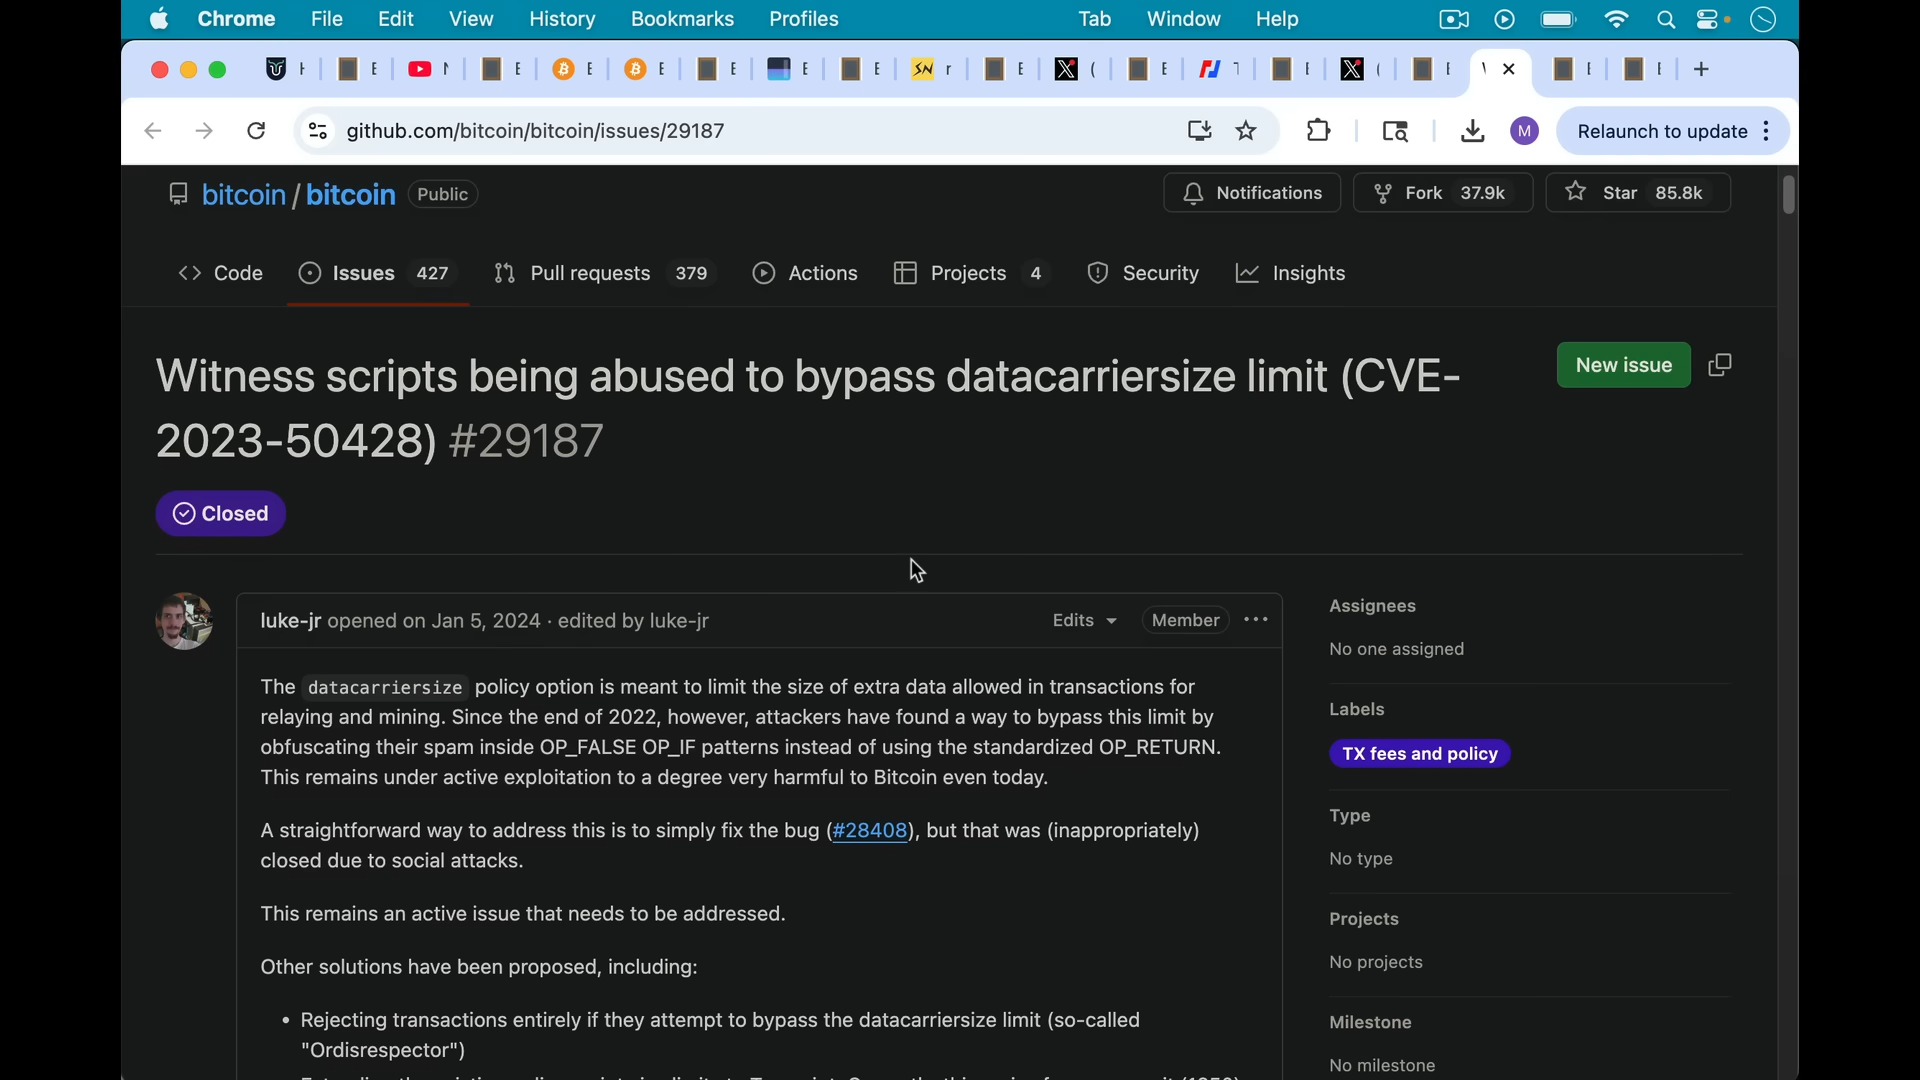 Chrome File Edit View History Bookmarks Profiles Tab Window Help
github.com/bitcoin/bitcoin/issues/29187
Relaunch to update
M
bitcoin / bitcoin Public
Notifications
Fork 37.9k
Star 85.8k
Code
Issues 427
Pull requests 379
Actions
Projects 4
Security
Insights
Witness scripts being abused to bypass datacarriersize limit (CVE-
2023-50428) #29187
New issue
Closed
luke-jr opened on Jan 5, 2024 · edited by luke-jr
Edits
Member
The datacarriersize policy option is meant to limit the size of extra data allowed in transactions for
relaying and mining. Since the end of 2022, however, attackers have found a way to bypass this limit by
obfuscating their spam inside OP_FALSE OP_IF patterns instead of using the standardized OP_RETURN.
This remains under active exploitation to a degree very harmful to Bitcoin even today.
A straightforward way to address this is to simply fix the bug (#28408), but that was (inappropriately)
closed due to social attacks.
This remains an active issue that needs to be addressed.
Other solutions have been proposed, including:
• Rejecting transactions entirely if they attempt to bypass the datacarriersize limit (so-called
"Ordisrespector")
Assignees
No one assigned
Labels
TX fees and policy
Type
No type
Projects
No projects
Milestone
No milestone